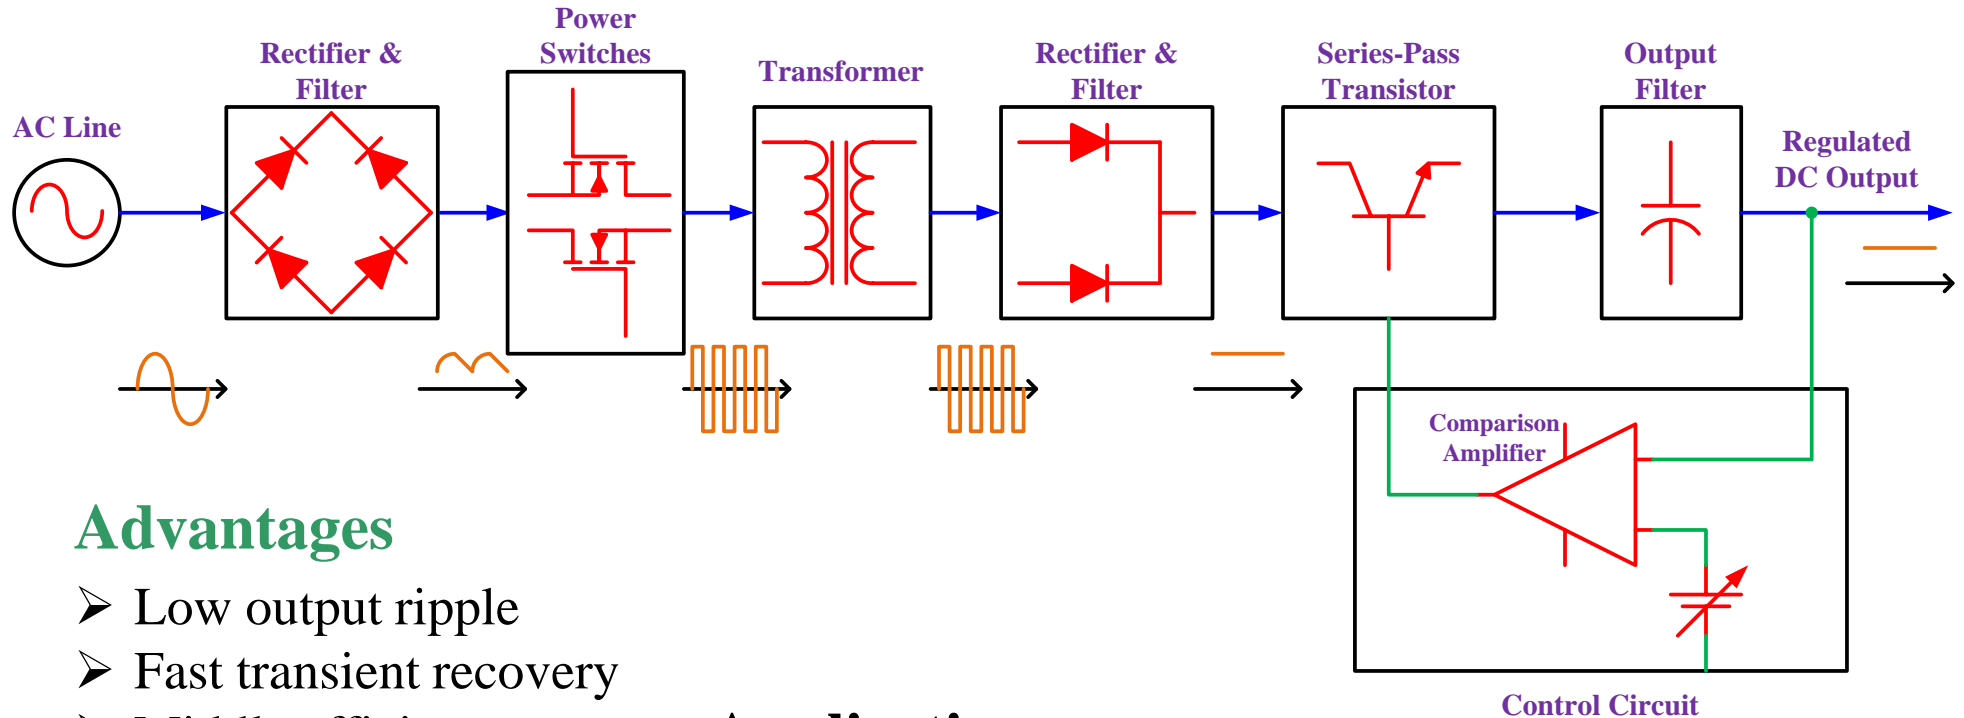 Power
Switches
Rectifier &
Filter
Transformer
Rectifier &
Filter
Series-Pass
Transistor
Output
Filter
AC Line
Regulated
DC Output
Comparison
Amplifier
Advantages
➢ Low output ripple
➢ Fast transient recovery
Control Circuit